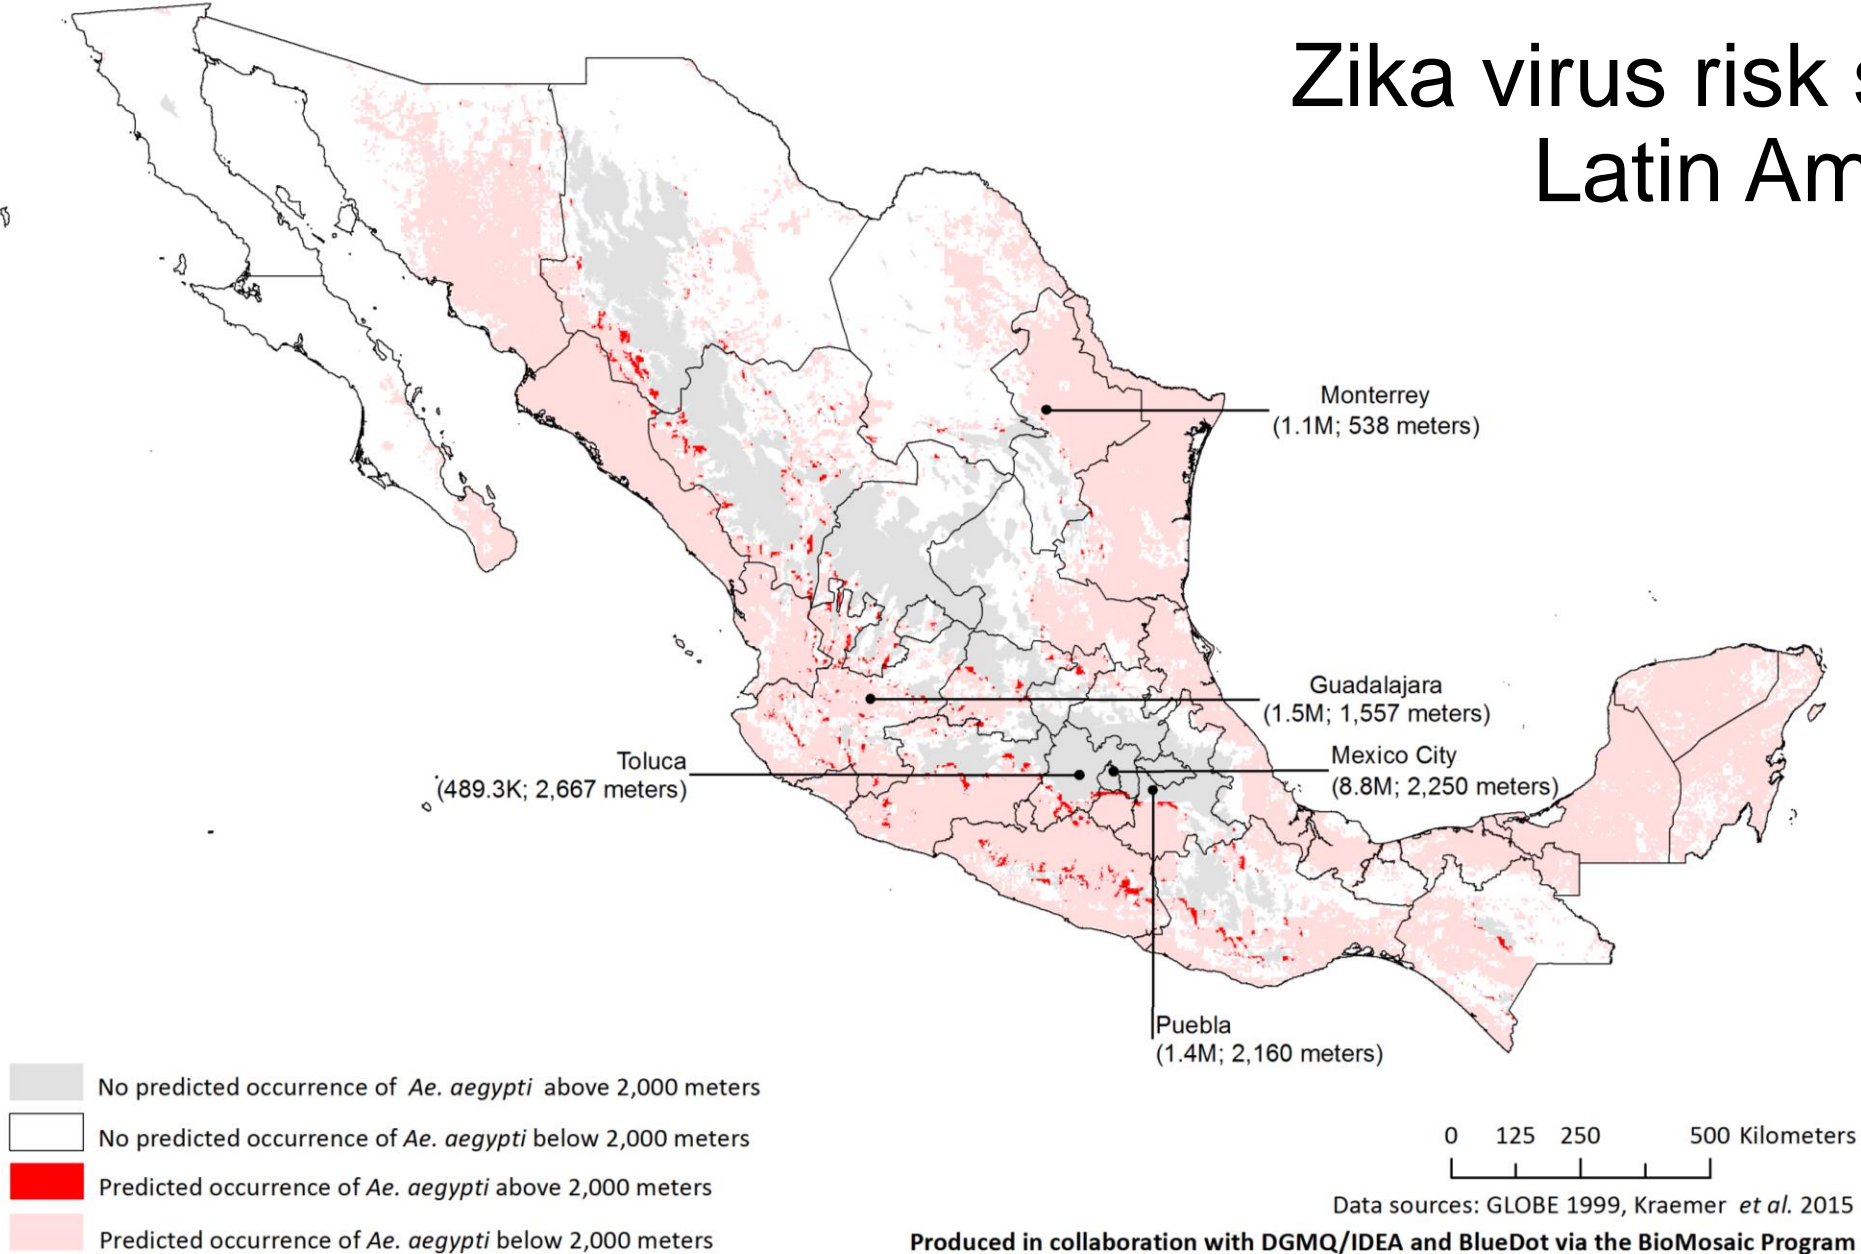 Zika virus risk
Latin Am
Monterrey
(1.1M; 538 meters)
Guadalajara
(1.5M; 1,557 meters)
Toluca
(489.3K; 2,667 meters)
Mexico City
(8.8M; 2,250 meters)
Puebla
(1.4M; 2,160 meters)
No predicted occurrence of Ae. aegypti above 2,000 meters
No predicted occurrence of Ae. aegypti below 2,000 meters
Predicted occurrence of Ae. aegypti above 2,000 meters
Predicted occurrence of Ae. aegypti below 2,000 meters
0 125 250 500 Kilometers
Data sources: GLOBE 1999, Kraemer et al. 2015
Produced in collaboration with DGMQ/IDEA and BlueDot via the BioMosaic Program